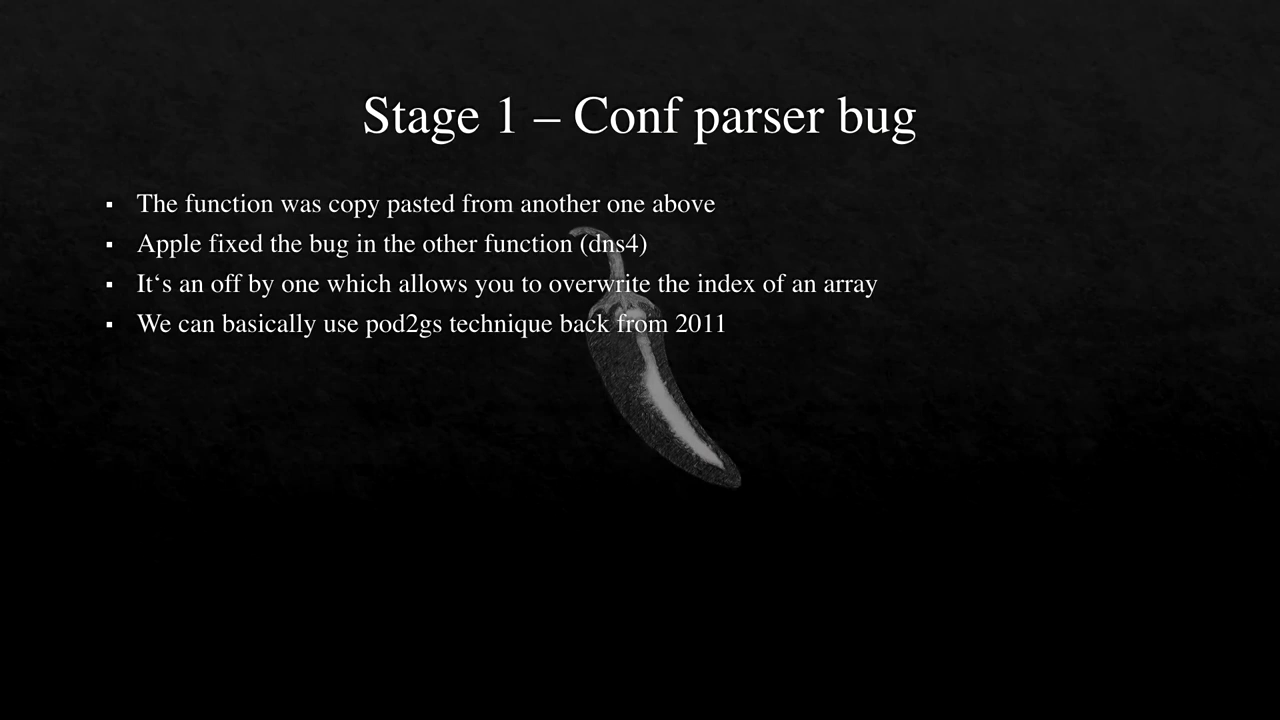 Stage 1 – Conf parser bug
▪ The function was copy pasted from another one above
▪ Apple fixed the bug in the other function (dns4)
▪ It‘s an off by one which allows you to overwrite the index of an array
▪ We can basically use pod2gs technique back from 2011